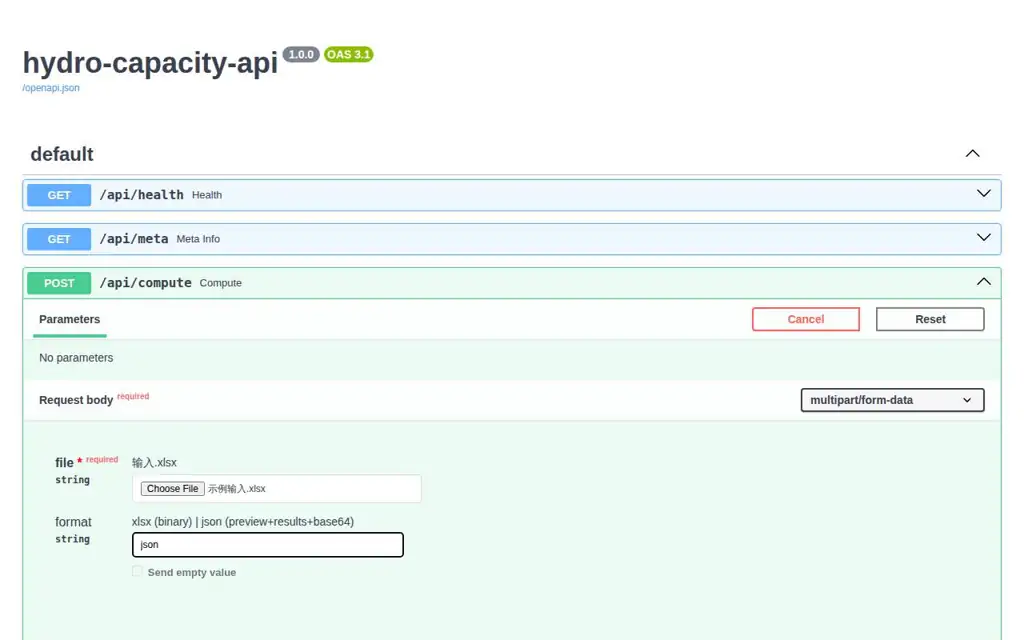 hydro-capacity-api 1.0.0 OAS 3.1
/openapi.json
default
GET /api/health Health
GET /api/meta Meta Info
POST /api/compute Compute
Parameters Cancel Reset
No parameters
Request body required multipart/form-data
file * required 输入.xlsx
string Choose File 示例输入.xlsx
format xlsx (binary) | json (preview+results+base64)
string json
Send empty value